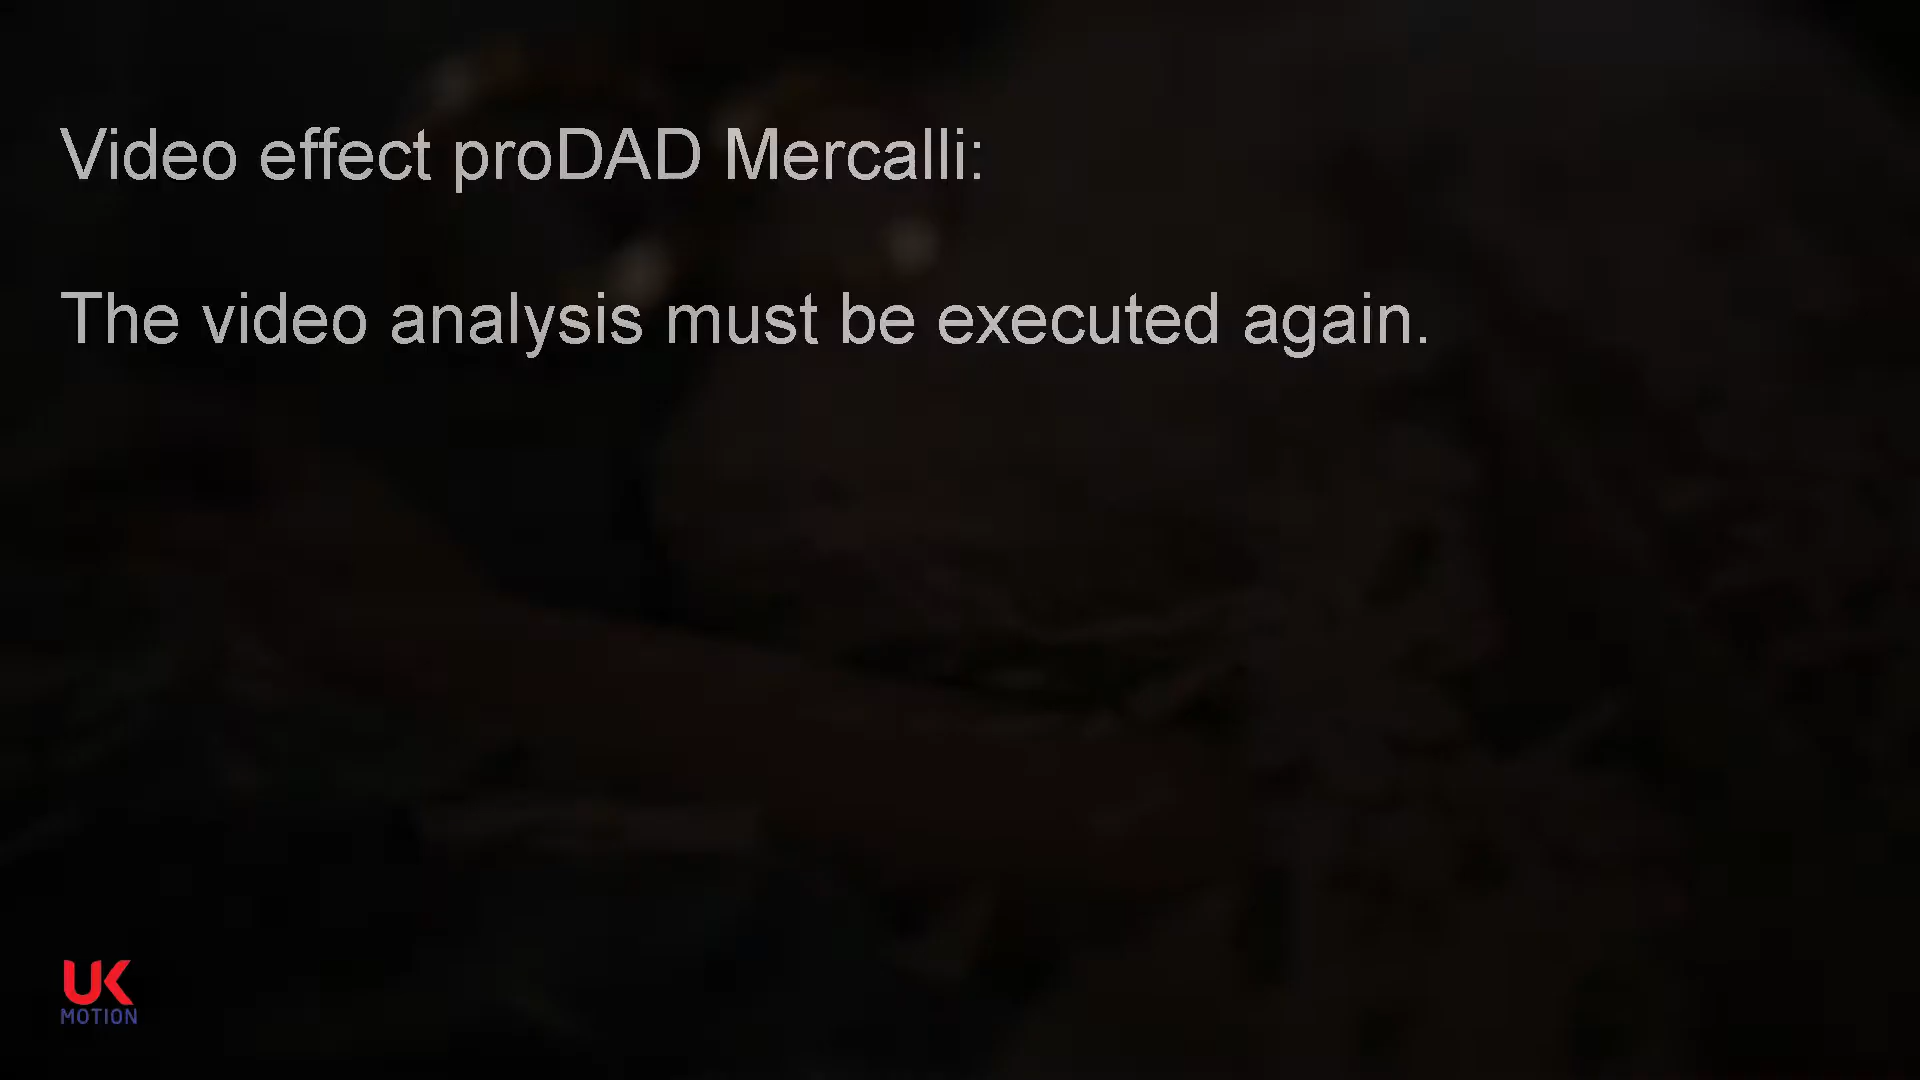 Video effect proDAD Mercalli:
The video analysis must be executed again.
UK
MOTION